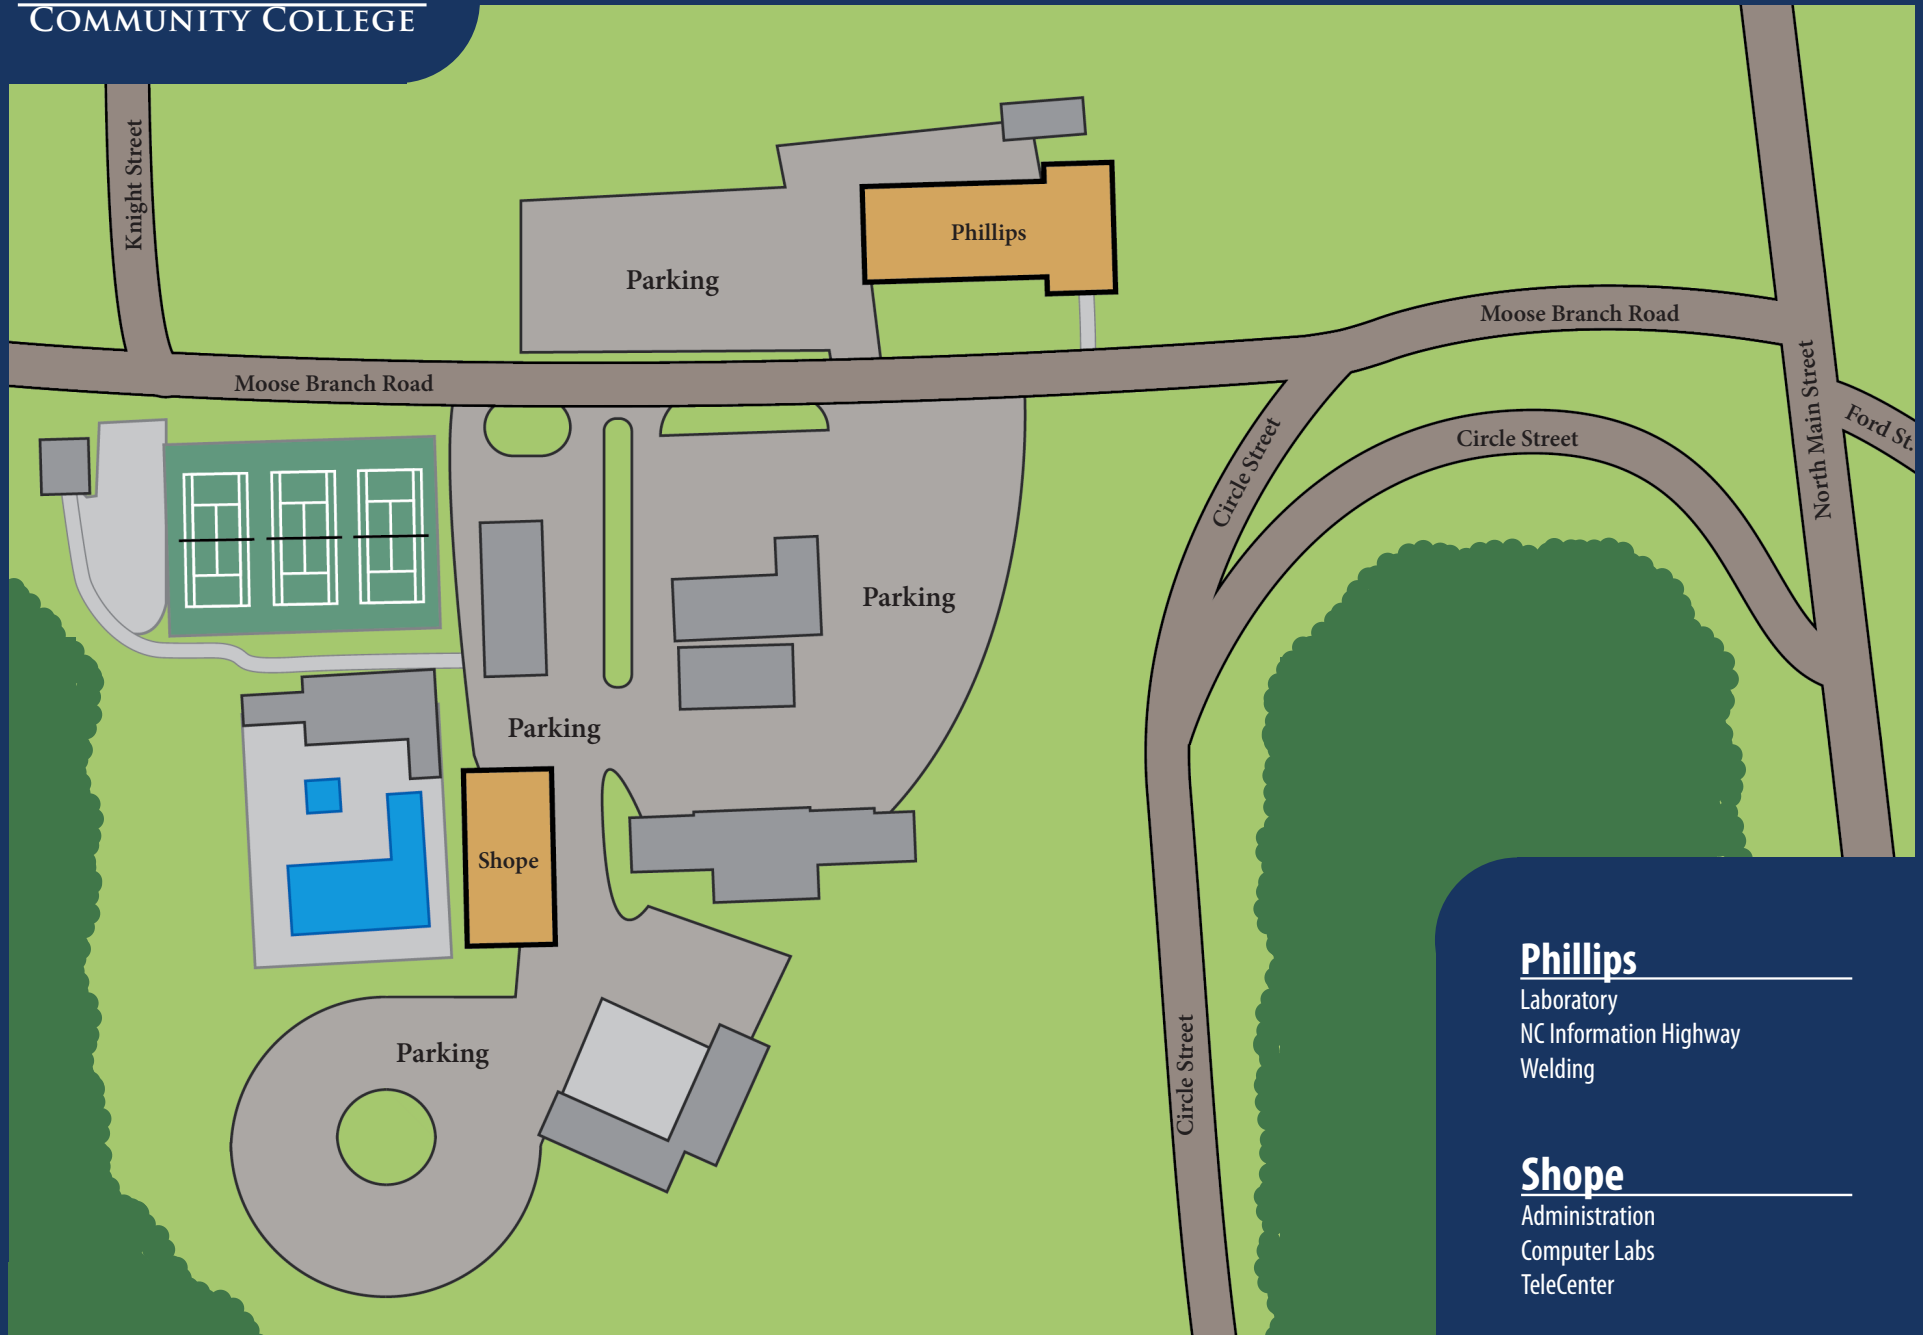 COMMUNITY COLLEGE
Knight Street
Phillips
Parking
Moose Branch Road
Moose Branch Road
North Main Street
Ford St.
Circle Street
Circle Street
Parking
Parking
Shope
Parking
Circle Street
Phillips
Laboratory
NC Information Highway
Welding
Shope
Administration
Computer Labs
TeleCenter